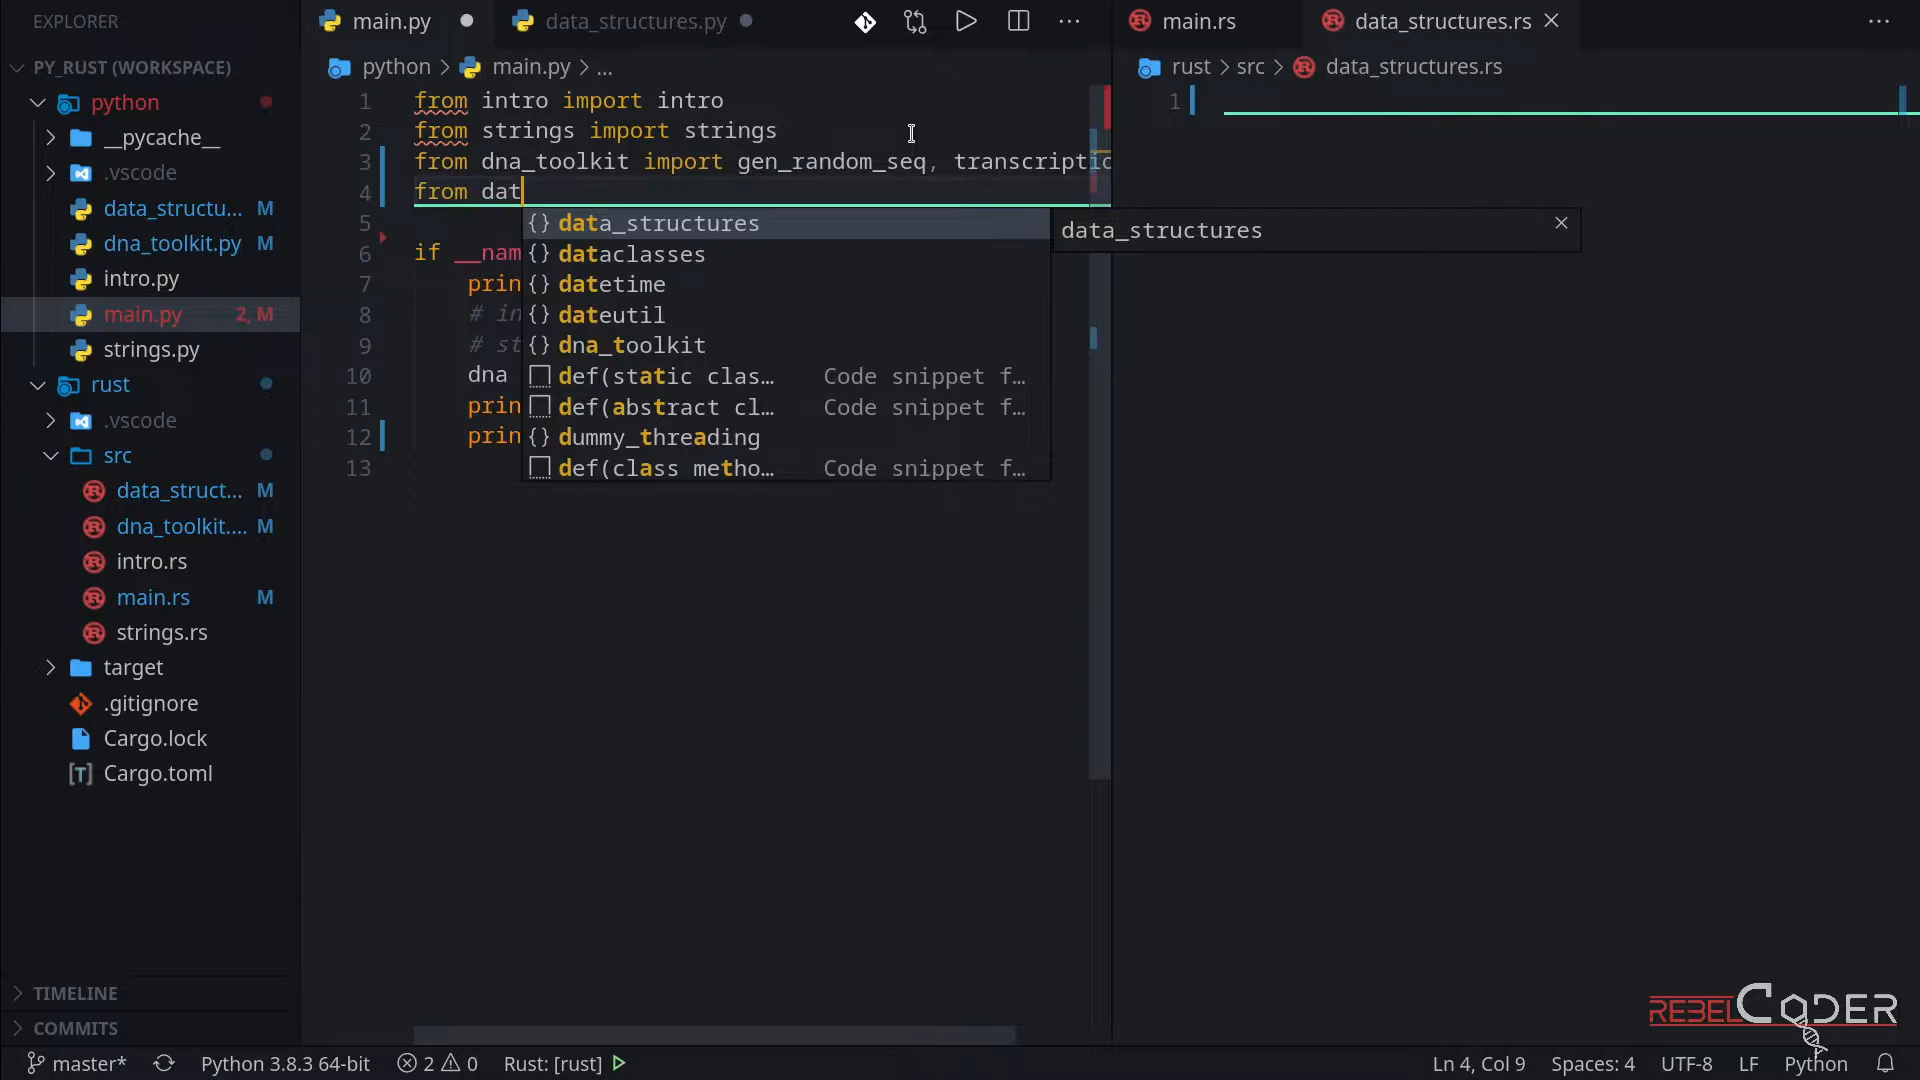 EXPLORER
PY_RUST (WORKSPACE)
python
__pycache__
.vscode
data_structu... M
dna_toolkit.py M
intro.py
main.py 2, M
strings.py
rust
.vscode
src
data_struct... M
dna_toolkit.... M
intro.rs
main.rs M
strings.rs
target
.gitignore
Cargo.lock
Cargo.toml
TIMELINE
COMMITS
main.py data_structures.py
python > main.py > ...
1 from intro import intro
2 from strings import strings
3 from dna_toolkit import gen_random_seq, transcriptic
4 from dat
5
6 if __nam
7 prin
8 # in
9 # st
10 dna
11 prin
12 prin
13
{} data_structures
{} dataclasses
{} datetime
{} dateutil
{} dna_toolkit
def(static clas... Code snippet f...
def(abstract cl... Code snippet f...
{} dummy_threading
def(class metho... Code snippet f...
data_structures
main.rs data_structures.rs
rust > src > data_structures.rs
1
REBELCODER
master* Python 3.8.3 64-bit 2 0 Rust: [rust] Ln 4, Col 9 Spaces: 4 UTF-8 LF Python